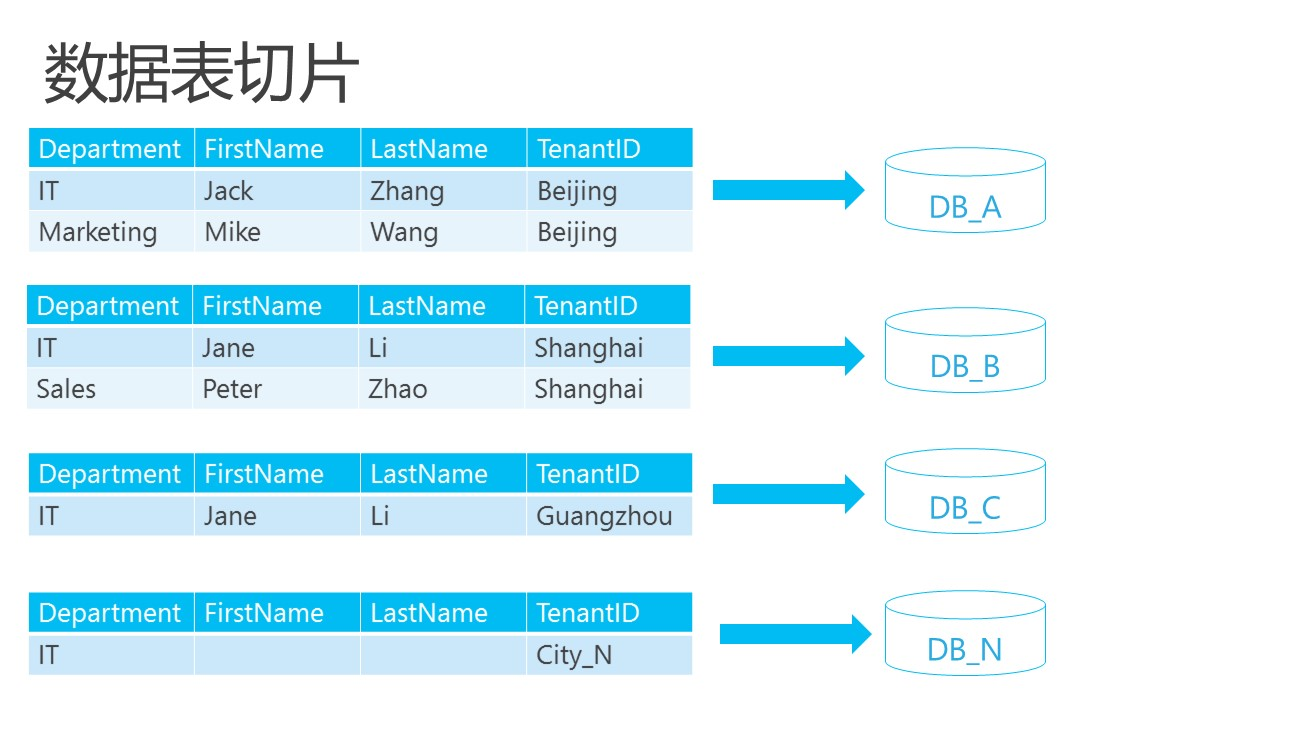 数据表切片
Department FirstName LastName TenantID
IT Jack Zhang Beijing
DB_A
Marketing Mike Wang Beijing
Department FirstName LastName TenantID
IT Jane Li Shanghai
DB_B
Sales Peter Zhao Shanghai
Department FirstName LastName TenantID
IT Jane Li Guangzhou
DB_C
Department FirstName LastName TenantID
IT City_N
DB_N